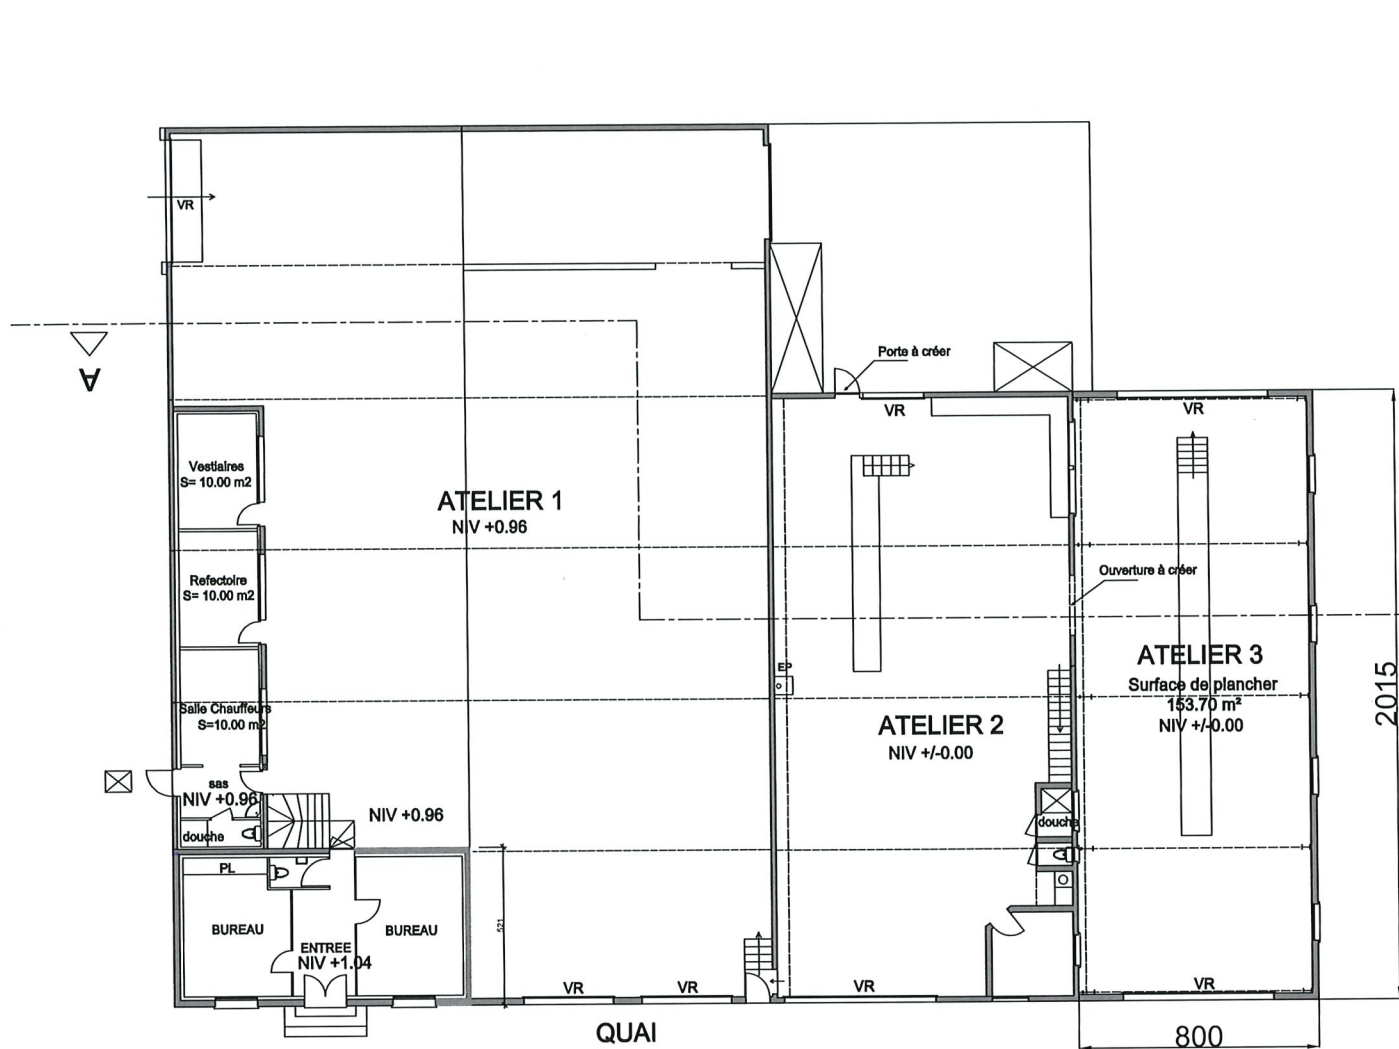 VR
A
Porte à créer
VR
VR
Vestiaires
S= 10.00 m2
ATELIER 1
NIV +0.96
Ouverture à créer
Refectoire
S= 10.00 m2
EP
ATELIER 3
Surface de plancher
153.70 m²
NIV +/-0.00
2015
Salle Chauffeurs
S=10.00 m2
ATELIER 2
NIV +/-0.00
sas
NIV +0.96
NIV +0.96
douche
douche
PL
BUREAU
BUREAU
521
ENTREE
NIV +1.04
VR
VR
VR
VR
QUAI
800